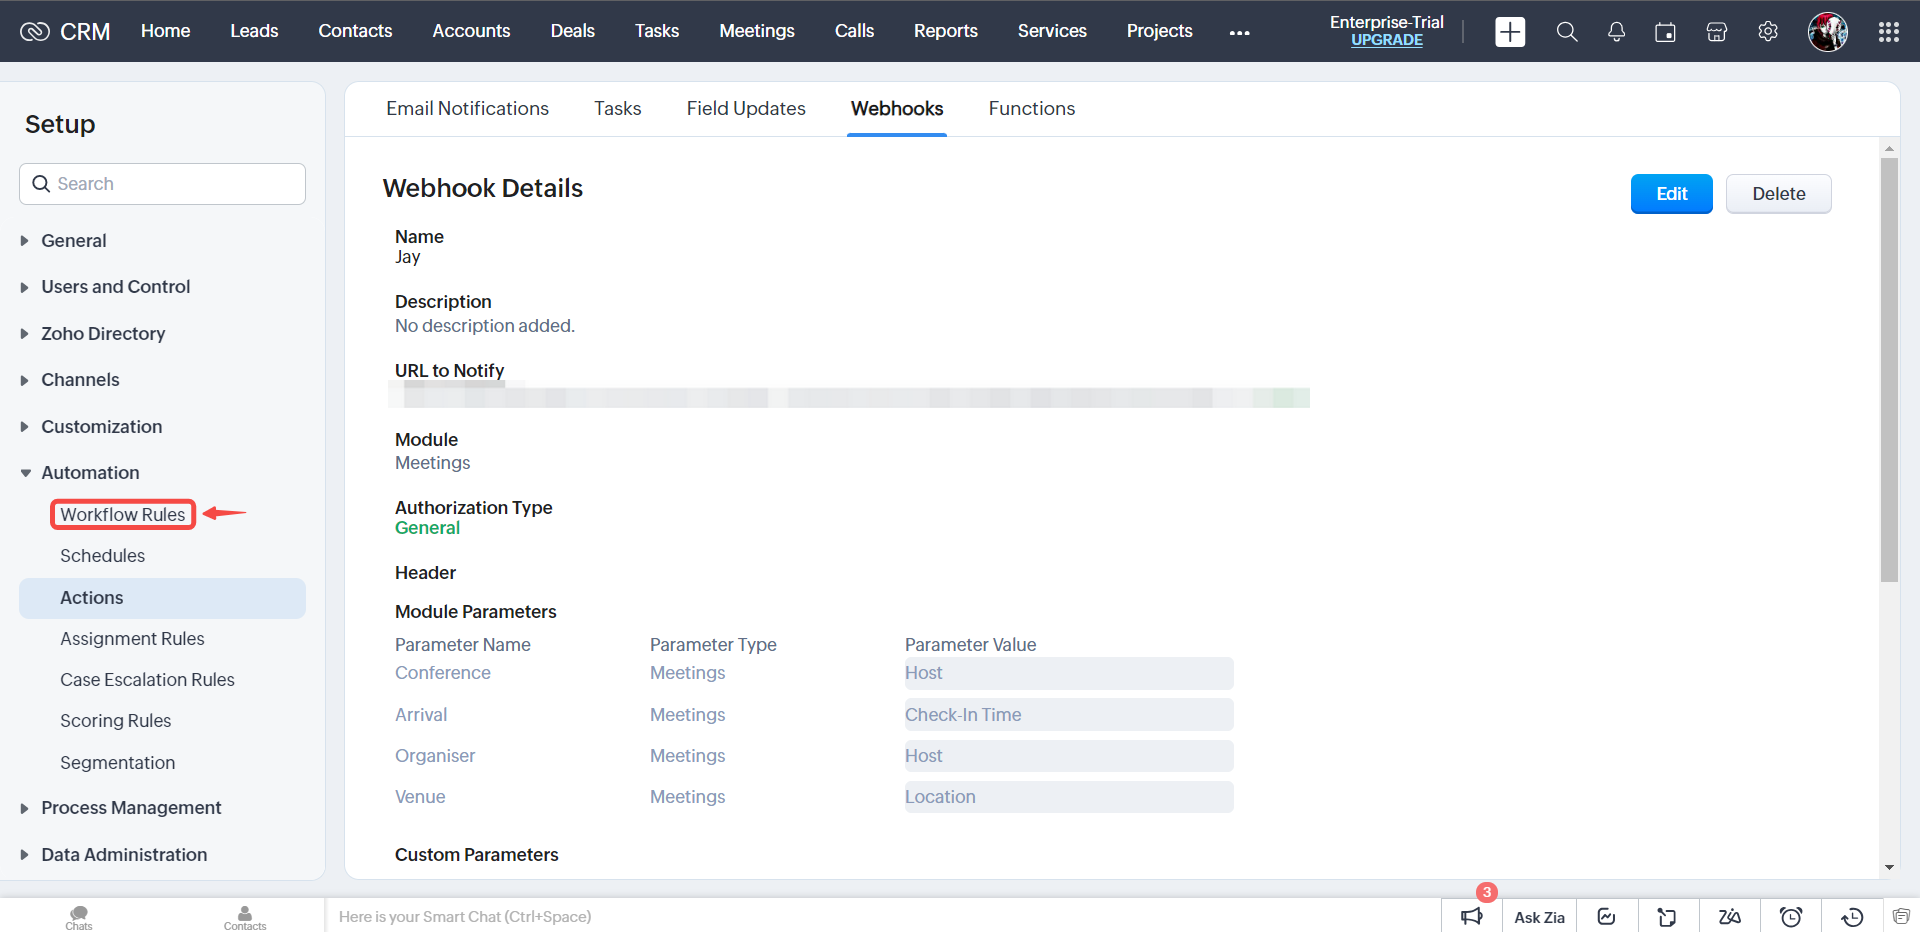 CRM Home Leads Contacts Accounts Deals Tasks Meetings Calls Reports Services Projects ... Enterprise-Trial
UPGRADE
Setup
Search
General
Users and Control
Zoho Directory
Channels
Customization
Automation
Workflow Rules
Schedules
Actions
Assignment Rules
Case Escalation Rules
Scoring Rules
Segmentation
Process Management
Data Administration
Email Notifications Tasks Field Updates Webhooks Functions
Webhook Details
Edit Delete
Name
Jay
Description
No description added.
URL to Notify
Module
Meetings
Authorization Type
General
Header
Module Parameters
Parameter Name Parameter Type Parameter Value
Conference Meetings Host
Arrival Meetings Check-In Time
Organiser Meetings Host
Venue Meetings Location
Custom Parameters
Chats
Contacts
Here is your Smart Chat (Ctrl+Space)
3
Ask Zia